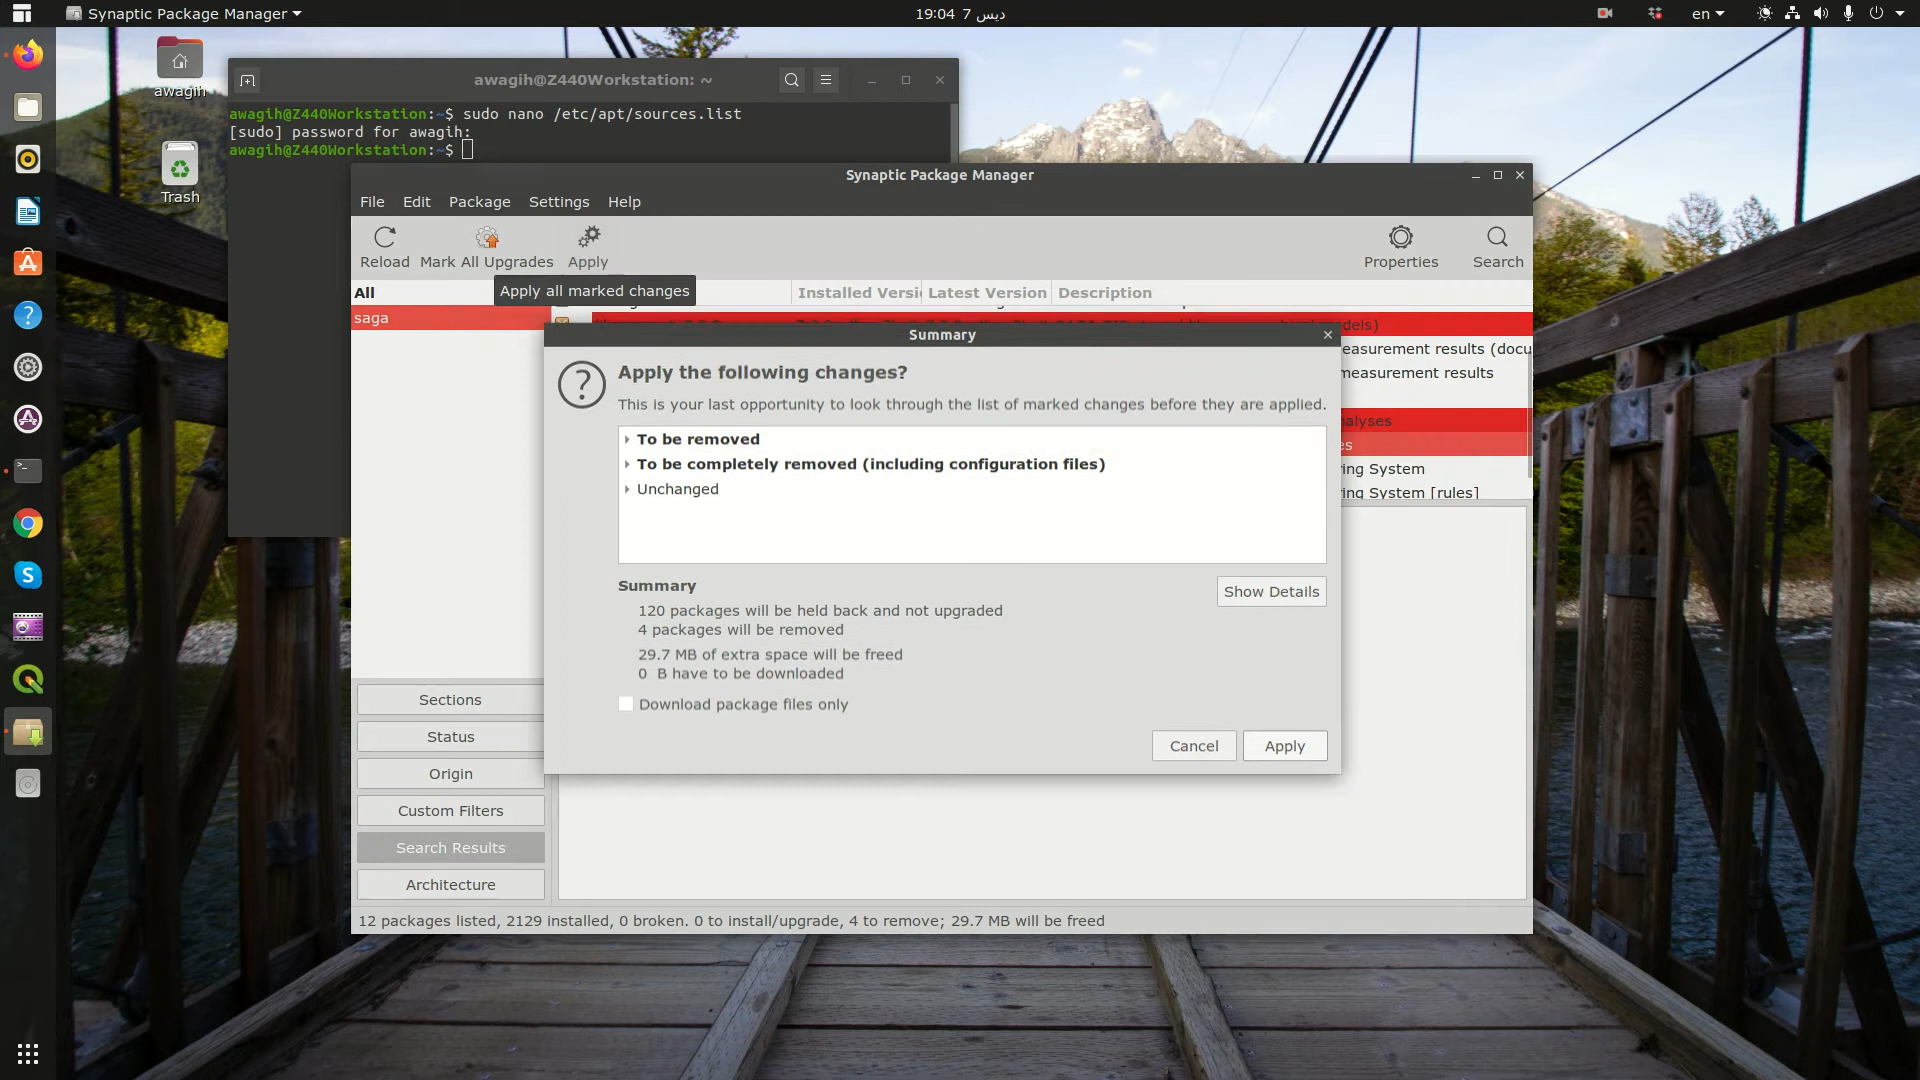 Synaptic Package Manager
19:04 7 ديس
en
awagih
Trash
awagih@Z440Workstation: ~
awagih@Z440Workstation:~$ sudo nano /etc/apt/sources.list
[sudo] password for awagih:
awagih@Z440Workstation:~$
Synaptic Package Manager
File Edit Package Settings Help
Reload Mark All Upgrades Apply Properties Search
Apply all marked changes
All
Installed Versi Latest Version Description
saga
dels)
easurement results (docu
measurement results
alyses
es
ring System
ring System [rules]
Summary
Apply the following changes?
This is your last opportunity to look through the list of marked changes before they are applied.
To be removed
To be completely removed (including configuration files)
Unchanged
Summary
Show Details
120 packages will be held back and not upgraded
4 packages will be removed
29.7 MB of extra space will be freed
0 B have to be downloaded
Download package files only
Cancel Apply
Sections
Status
Origin
Custom Filters
Search Results
Architecture
12 packages listed, 2129 installed, 0 broken. 0 to install/upgrade, 4 to remove; 29.7 MB will be freed